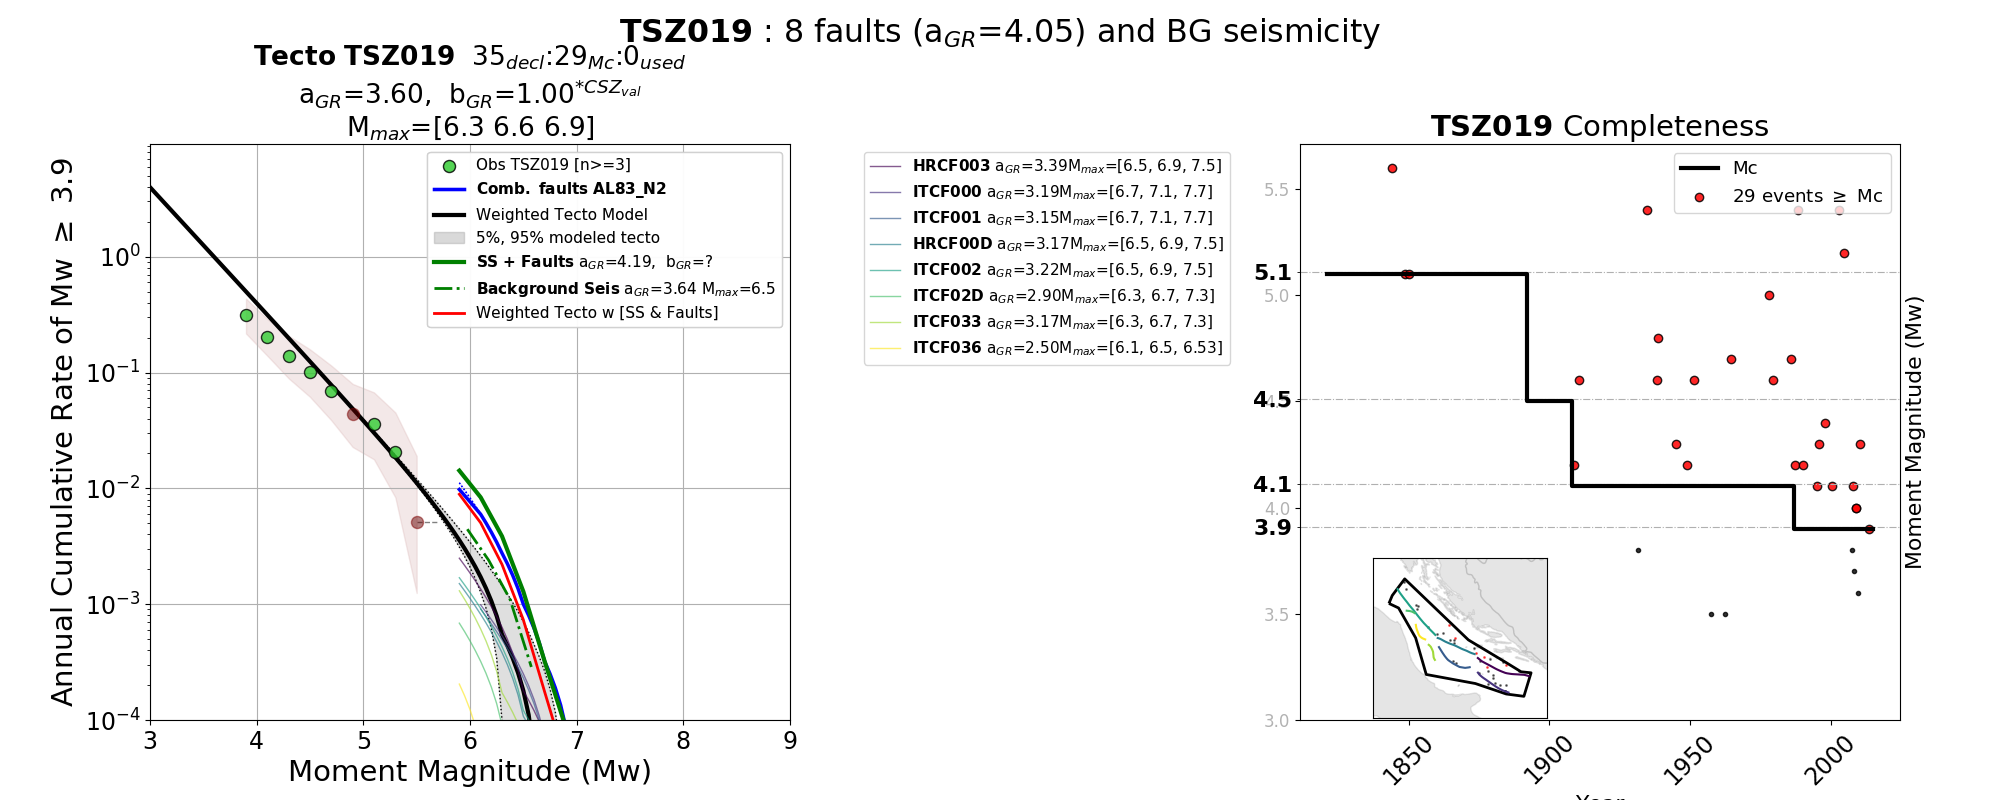 TSZ019 : 8 faults (aGR=4.05) and BG seismicity
Tecto TSZ019 35decl:29Mc:0used
aGR=3.60, bGR=1.00*CSZval
Mmax=[6.3 6.6 6.9]
Annual Cumulative Rate of Mw ≥ 3.9
10^0
10^−1
10^−2
10^−3
10^−4
3 4 5 6 7 8 9
Moment Magnitude (Mw)
Obs TSZ019 [n>=3]
Comb. faults AL83_N2
Weighted Tecto Model
5%, 95% modeled tecto
SS + Faults aGR=4.19, bGR=?
Background Seis aGR=3.64 Mmax=6.5
Weighted Tecto w [SS & Faults]
HRCF003 aGR=3.39Mmax=[6.5, 6.9, 7.5]
ITCF000 aGR=3.19Mmax=[6.7, 7.1, 7.7]
ITCF001 aGR=3.15Mmax=[6.7, 7.1, 7.7]
HRCF00D aGR=3.17Mmax=[6.5, 6.9, 7.5]
ITCF002 aGR=3.22Mmax=[6.5, 6.9, 7.5]
ITCF02D aGR=2.90Mmax=[6.3, 6.7, 7.3]
ITCF033 aGR=3.17Mmax=[6.3, 6.7, 7.3]
ITCF036 aGR=2.50Mmax=[6.1, 6.5, 6.53]
TSZ019 Completeness
Mc
29 events ≥ Mc
5.5
5.1
5.0
4.5
4.1
4.0
3.9
3.5
3.0
Moment Magnitude (Mw)
1850 1900 1950 2000